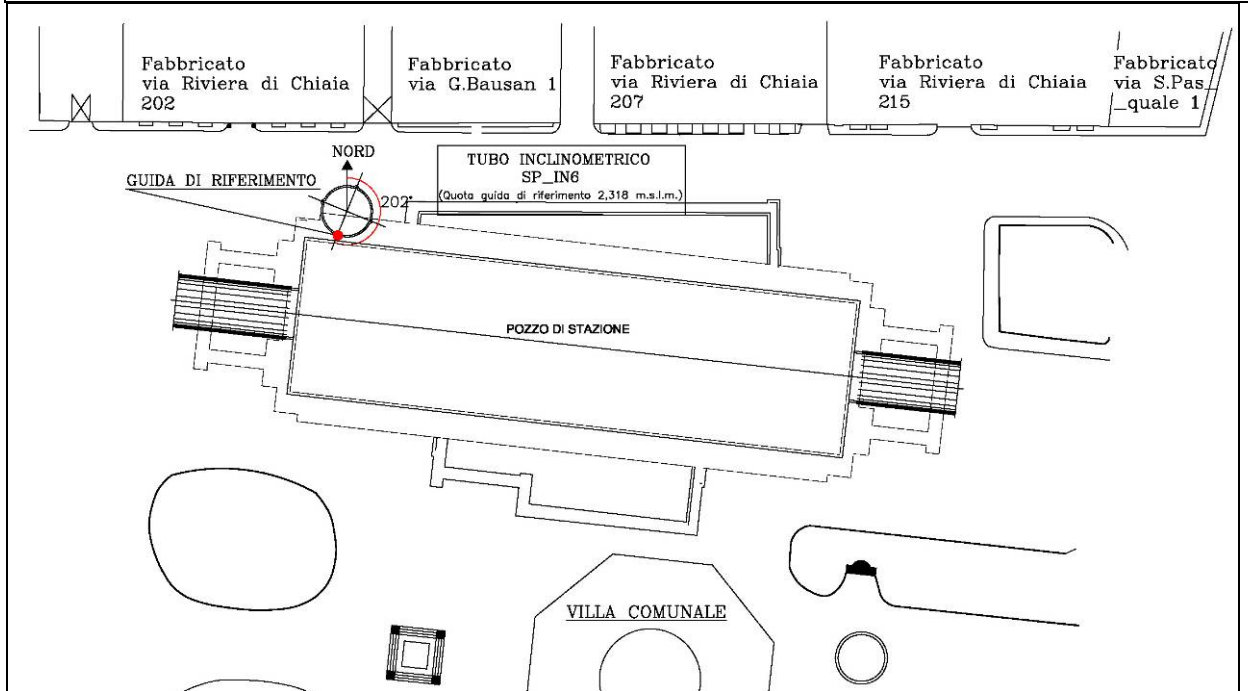 Fabbricato
via Riviera di Chiaia
202
Fabbricato
via G.Bausan 1
Fabbricato
via Riviera di Chiaia
207
Fabbricato
via Riviera di Chiaia
215
Fabbricato
via S.Pas_
_quale 1
NORD
GUIDA DI RIFERIMENTO
202°
TUBO INCLINOMETRICO
SP_IN6
(Quota guida di riferimento 2,318 m.s.l.m.)
POZZO DI STAZIONE
VILLA COMUNALE